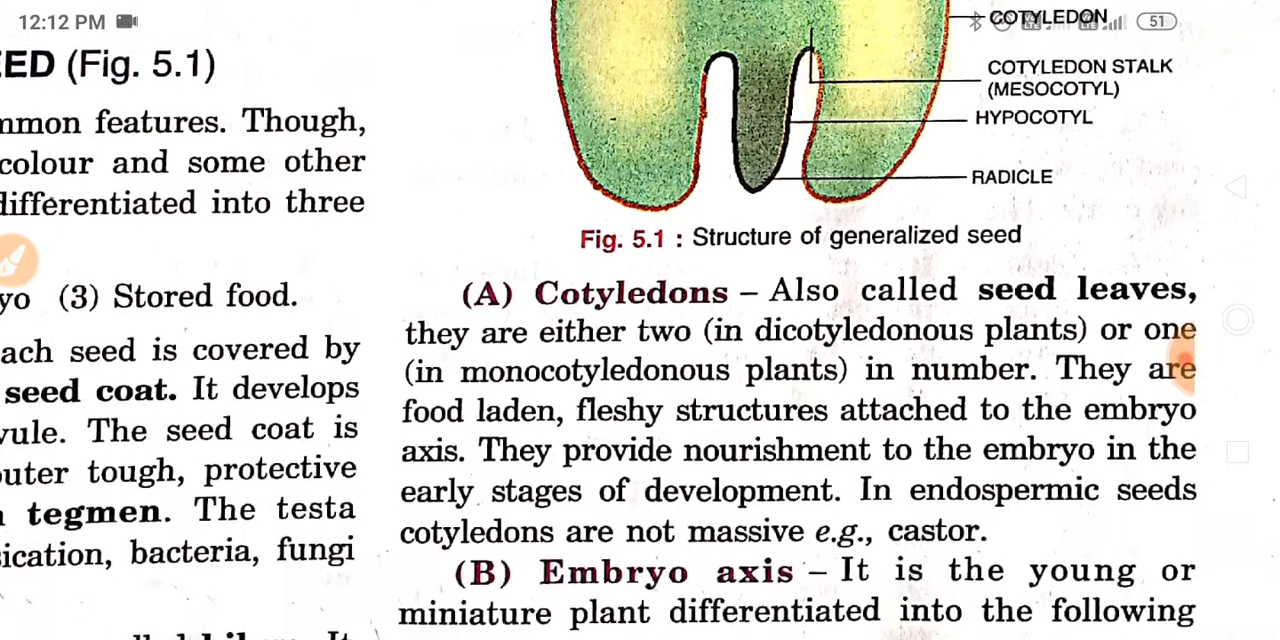 12:12 PM
51
EED (Fig. 5.1)
mmon features. Though,
colour and some other
differentiated into three
yo (3) Stored food.
ach seed is covered by
seed coat. It develops
vule. The seed coat is
outer tough, protective
tegmen. The testa
ication, bacteria, fungi
COTYLEDON
COTYLEDON STALK
(MESOCOTYL)
HYPOCOTYL
RADICLE
Fig. 5.1 : Structure of generalized seed
(A) Cotyledons – Also called seed leaves,
they are either two (in dicotyledonous plants) or one
(in monocotyledonous plants) in number. They are
food laden, fleshy structures attached to the embryo
axis. They provide nourishment to the embryo in the
early stages of development. In endospermic seeds
cotyledons are not massive e.g., castor.
(B) Embryo axis – It is the young or
miniature plant differentiated into the following